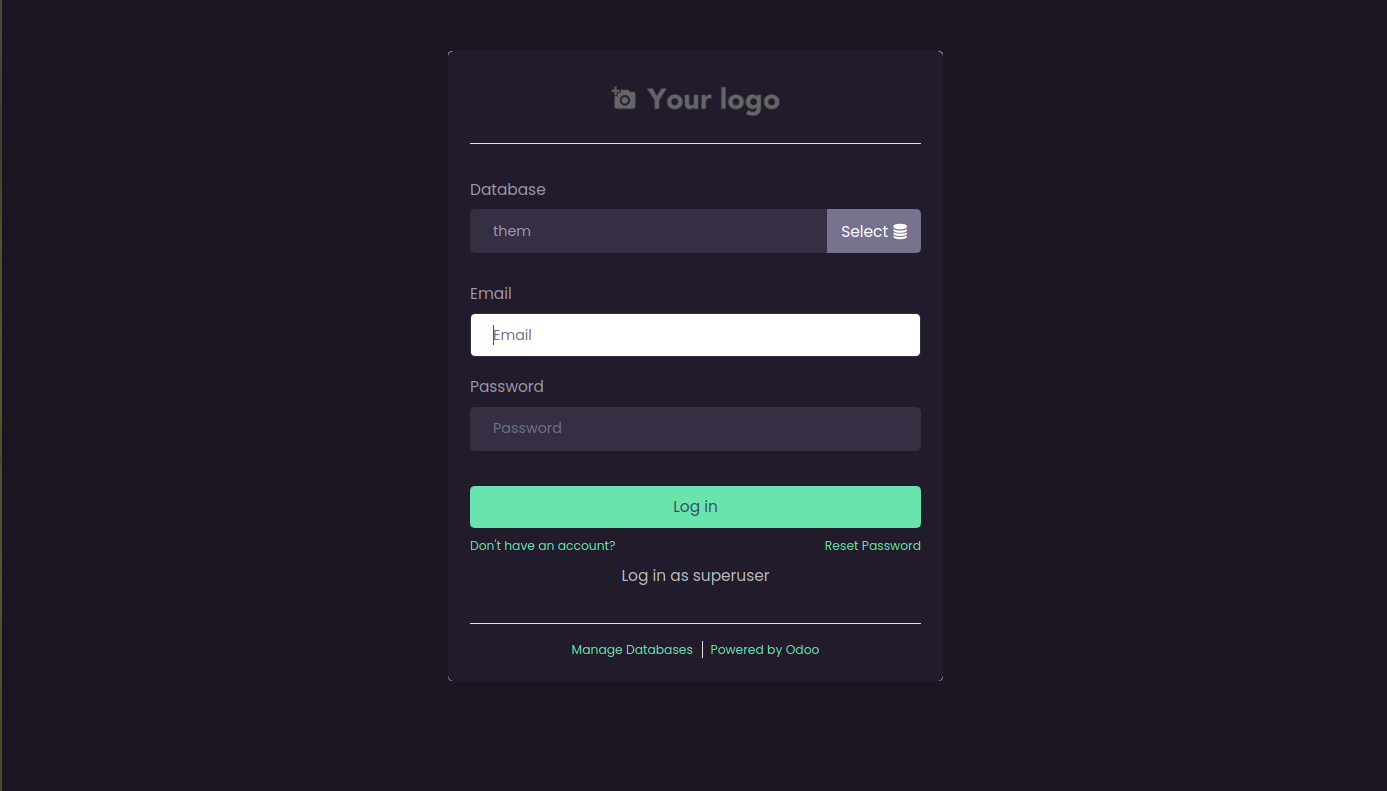 Your logo
Database
them
Select
Email
Email
Password
Password
Log in
Don't have an account? Reset Password
Log in as superuser
Manage Databases Powered by Odoo